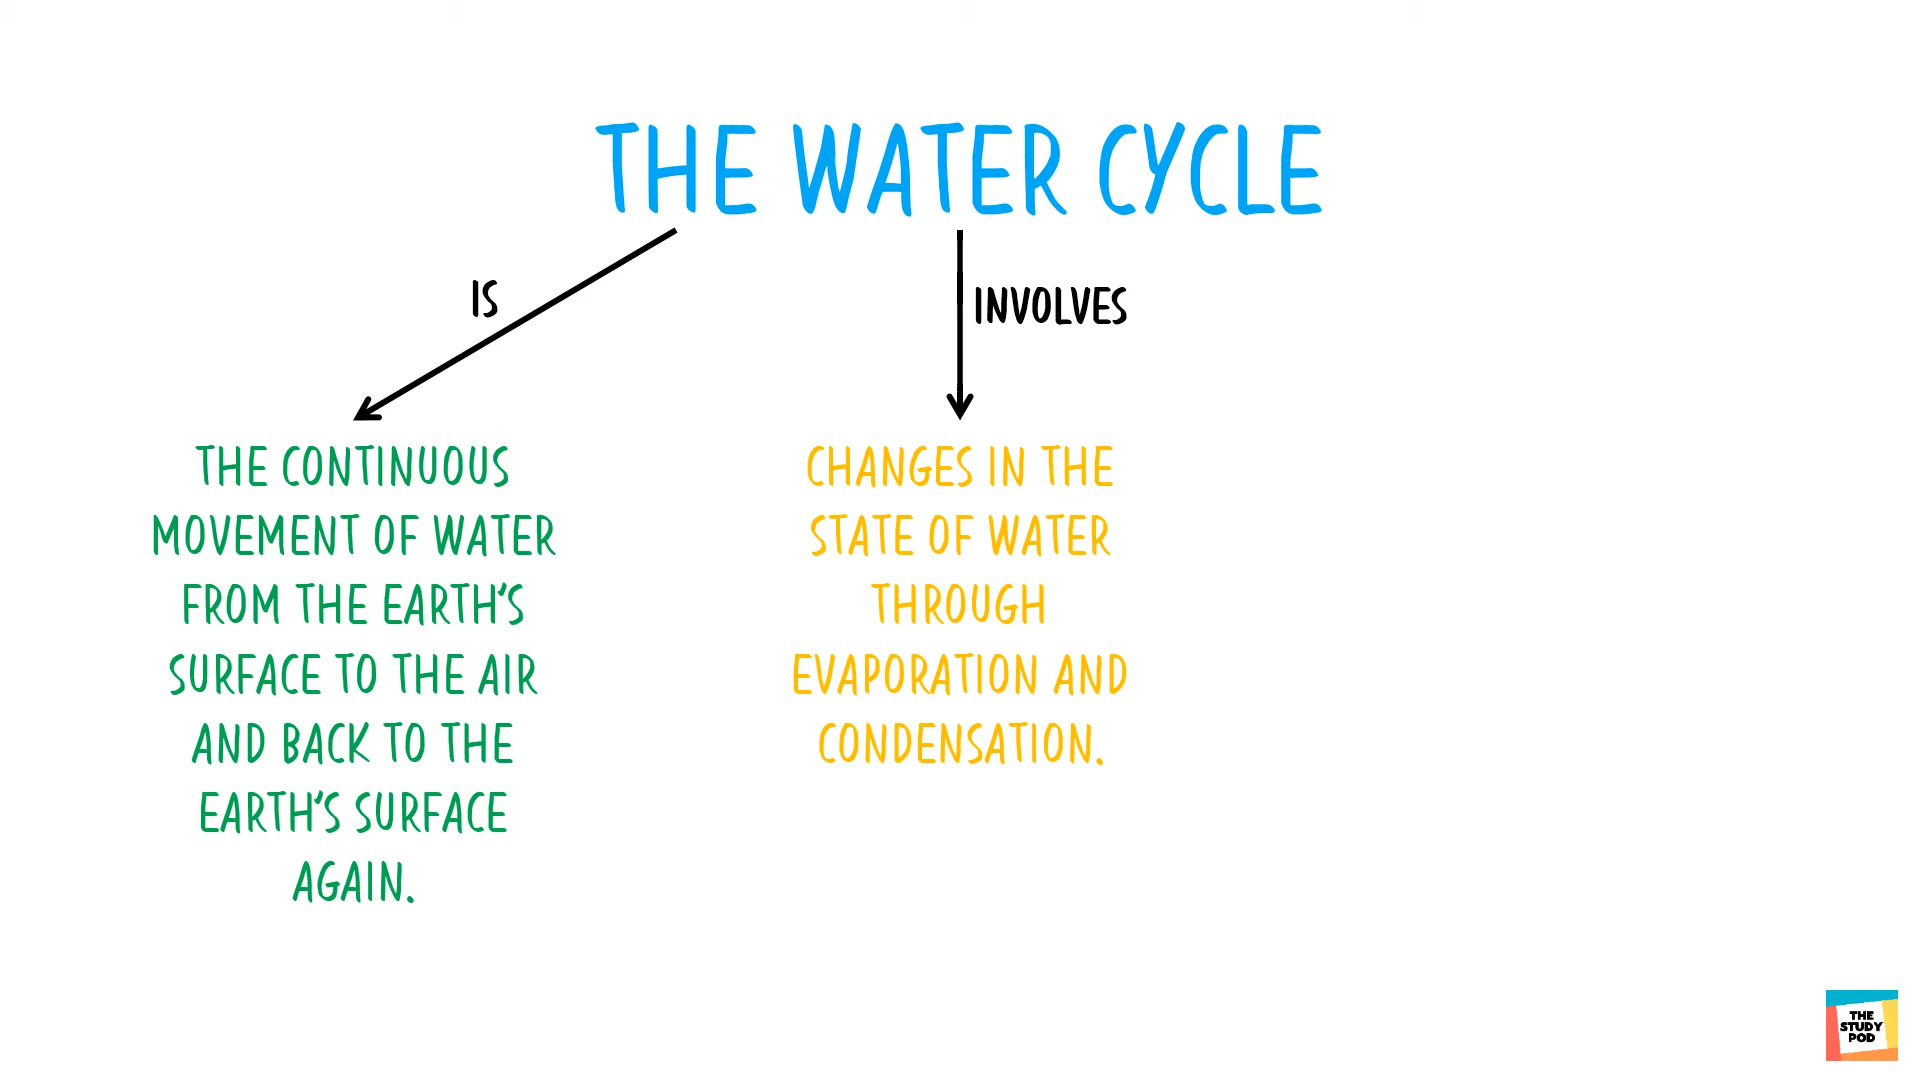 THE WATER CYCLE
IS
INVOLVES
THE CONTINUOUS
MOVEMENT OF WATER
FROM THE EARTH'S
SURFACE TO THE AIR
AND BACK TO THE
EARTH'S SURFACE
AGAIN.
CHANGES IN THE
STATE OF WATER
THROUGH
EVAPORATION AND
CONDENSATION.
THE
STUDY
POD